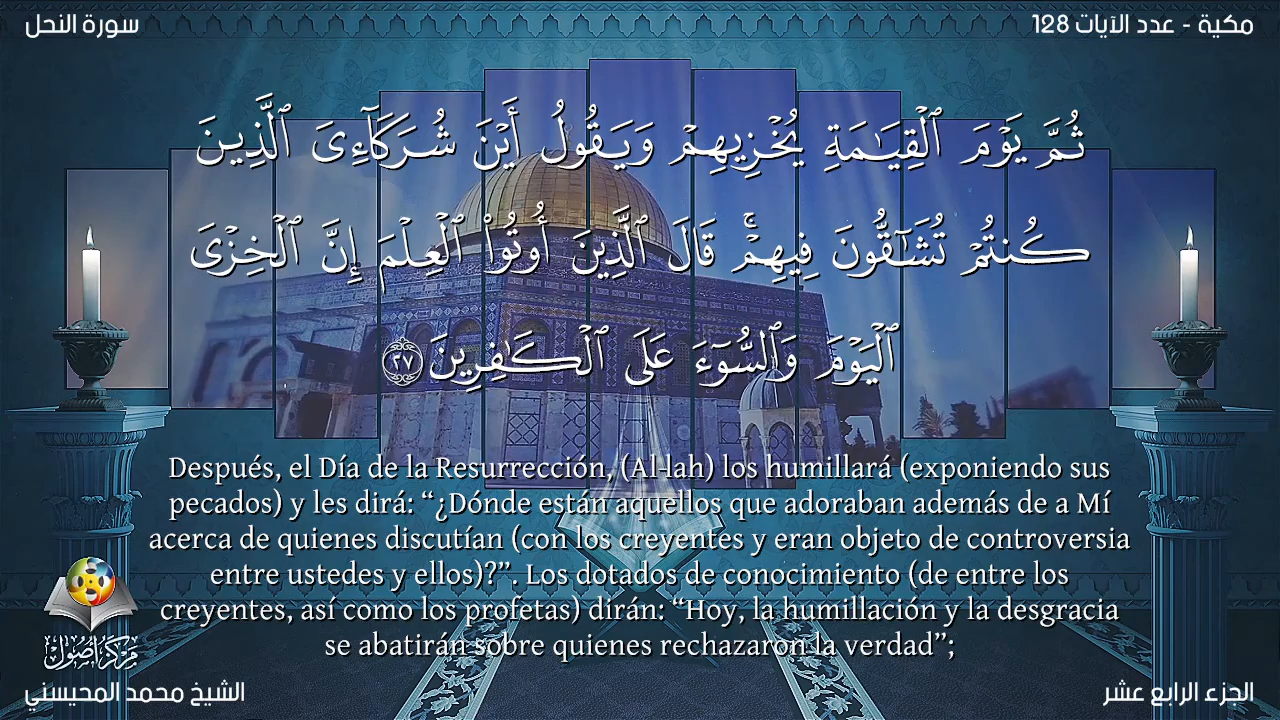 سورة النحل
مكية - عدد الآيات 128
ثُمَّ يَوْمَ ٱلْقِيَـٰمَةِ يُخْزِيهِمْ وَيَقُولُ أَيْنَ شُرَكَآءِىَ ٱلَّذِينَ
كُنتُمْ تُشَـٰٓقُّونَ فِيهِمْ ۚ قَالَ ٱلَّذِينَ أُوتُوا۟ ٱلْعِلْمَ إِنَّ ٱلْخِزْىَ
ٱلْيَوْمَ وَٱلسُّوٓءَ عَلَى ٱلْكَـٰفِرِينَ ٢٧
Después, el Día de la Resurrección, (Al-lah) los humillará (exponiendo sus
pecados) y les dirá: “¿Dónde están aquellos que adoraban además de a Mí
acerca de quienes discutían (con los creyentes y eran objeto de controversia
entre ustedes y ellos)?”. Los dotados de conocimiento (de entre los
creyentes, así como los profetas) dirán: “Hoy, la humillación y la desgracia
se abatirán sobre quienes rechazaron la verdad”;
مركز أصول
الشيخ محمد المحيسني
الجزء الرابع عشر